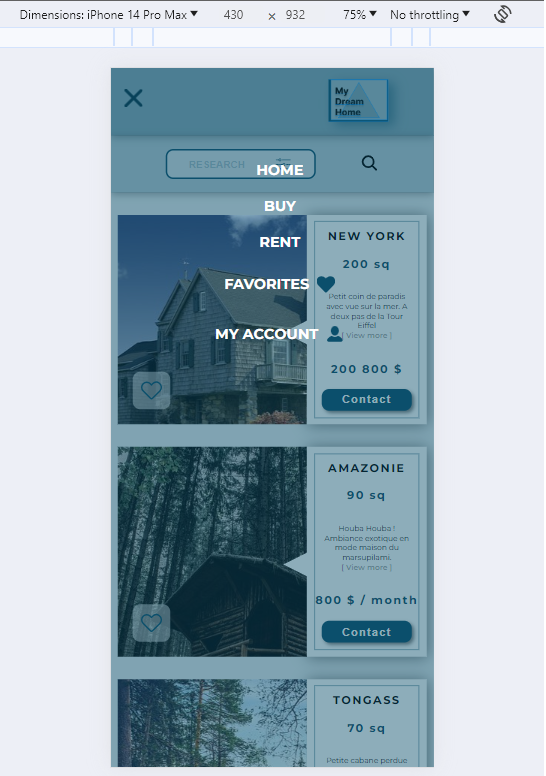 Dimensions: iPhone 14 Pro Max 430 × 932 75% No throttling
My
Dream
Home
RESEARCH
HOME
BUY
RENT
FAVORITES
MY ACCOUNT
NEW YORK
200 sq
Petit coin de paradis
avec vue sur la mer. A
deux pas de la Tour
Eiffel
[ View more ]
200 800 $
Contact
AMAZONIE
90 sq
Houba Houba !
Ambiance exotique en
mode maison du
marsupilami.
[ View more ]
800 $ / month
Contact
TONGASS
70 sq
Petite cabane perdue